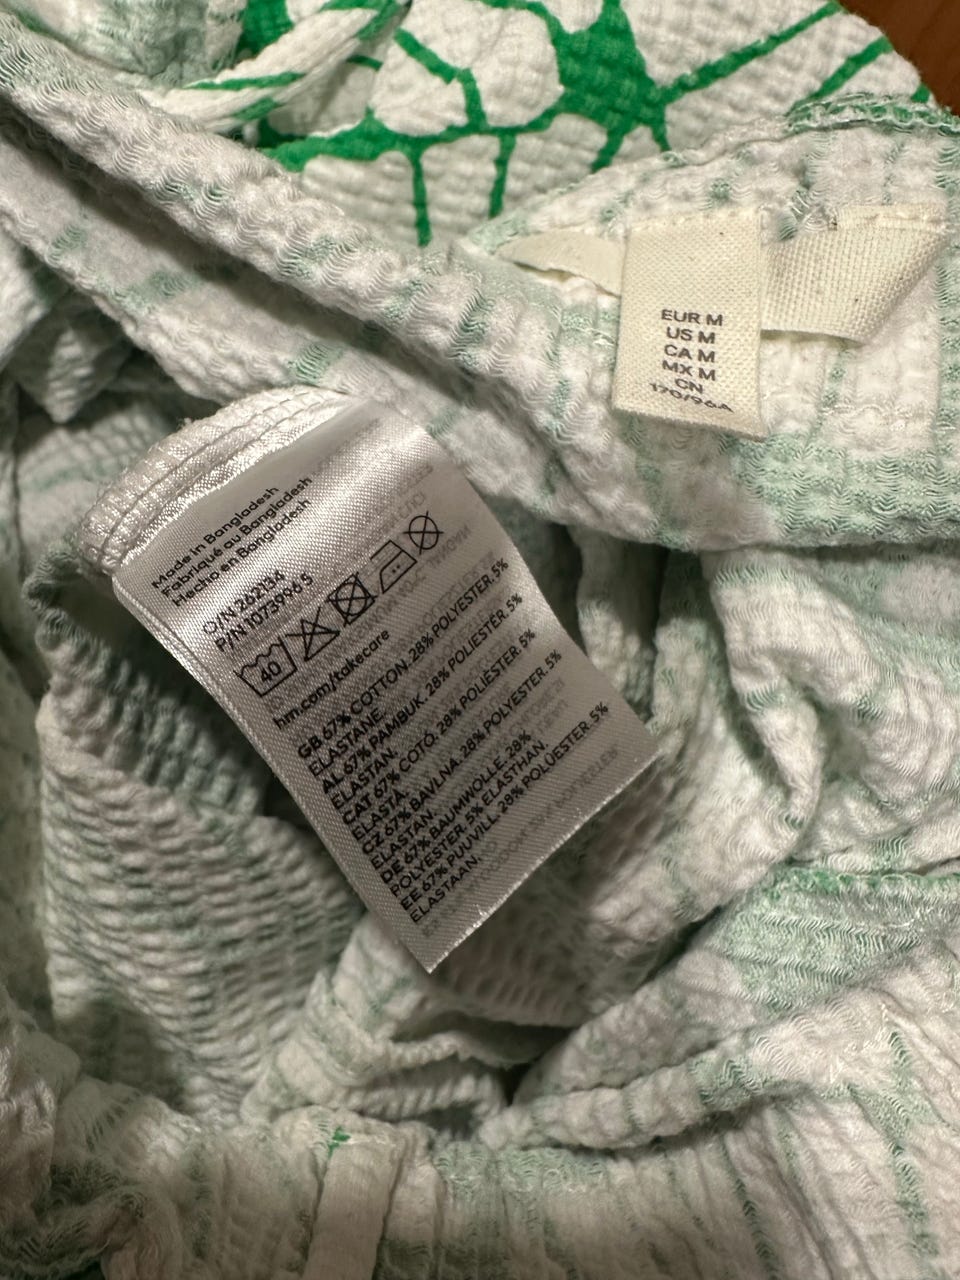 EUR M
US M
CA M
MX M
CN
170/96A
Made in Bangladesh
Fabriqué au Bangladesh
Hecho en Bangladesh
O/N 262134
P/N 1073996.5
40
hm.com/takecare
GB 67% COTTON. 28% POLYESTER. 5%
ELASTANE.
AL 67% PAMBUK. 28% POLIESTER 5%
ELASTAN.
CAT 67% COTÓ. 28% POLIÈSTER 5%
ELASTÀ.
CZ 67% BAVLNA. 28% POLYESTER. 5%
ELASTAN.
DE 67% BAUMWOLLE. 28%
POLYESTER. 5% ELASTHAN.
EE 67% PUUVILL. 28% POLÜESTER. 5%
ELASTAAN.